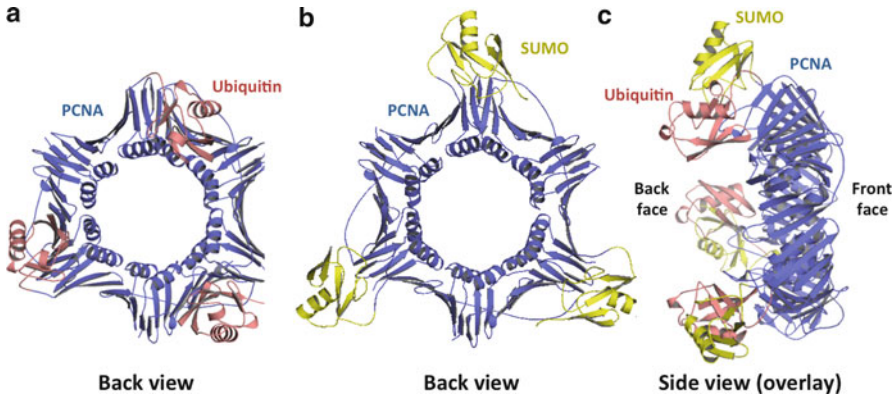 a
Ubiquitin
PCNA
Back view
b
SUMO
PCNA
Back view
c
SUMO
PCNA
Ubiquitin
Back
face
Front
face
Side view (overlay)